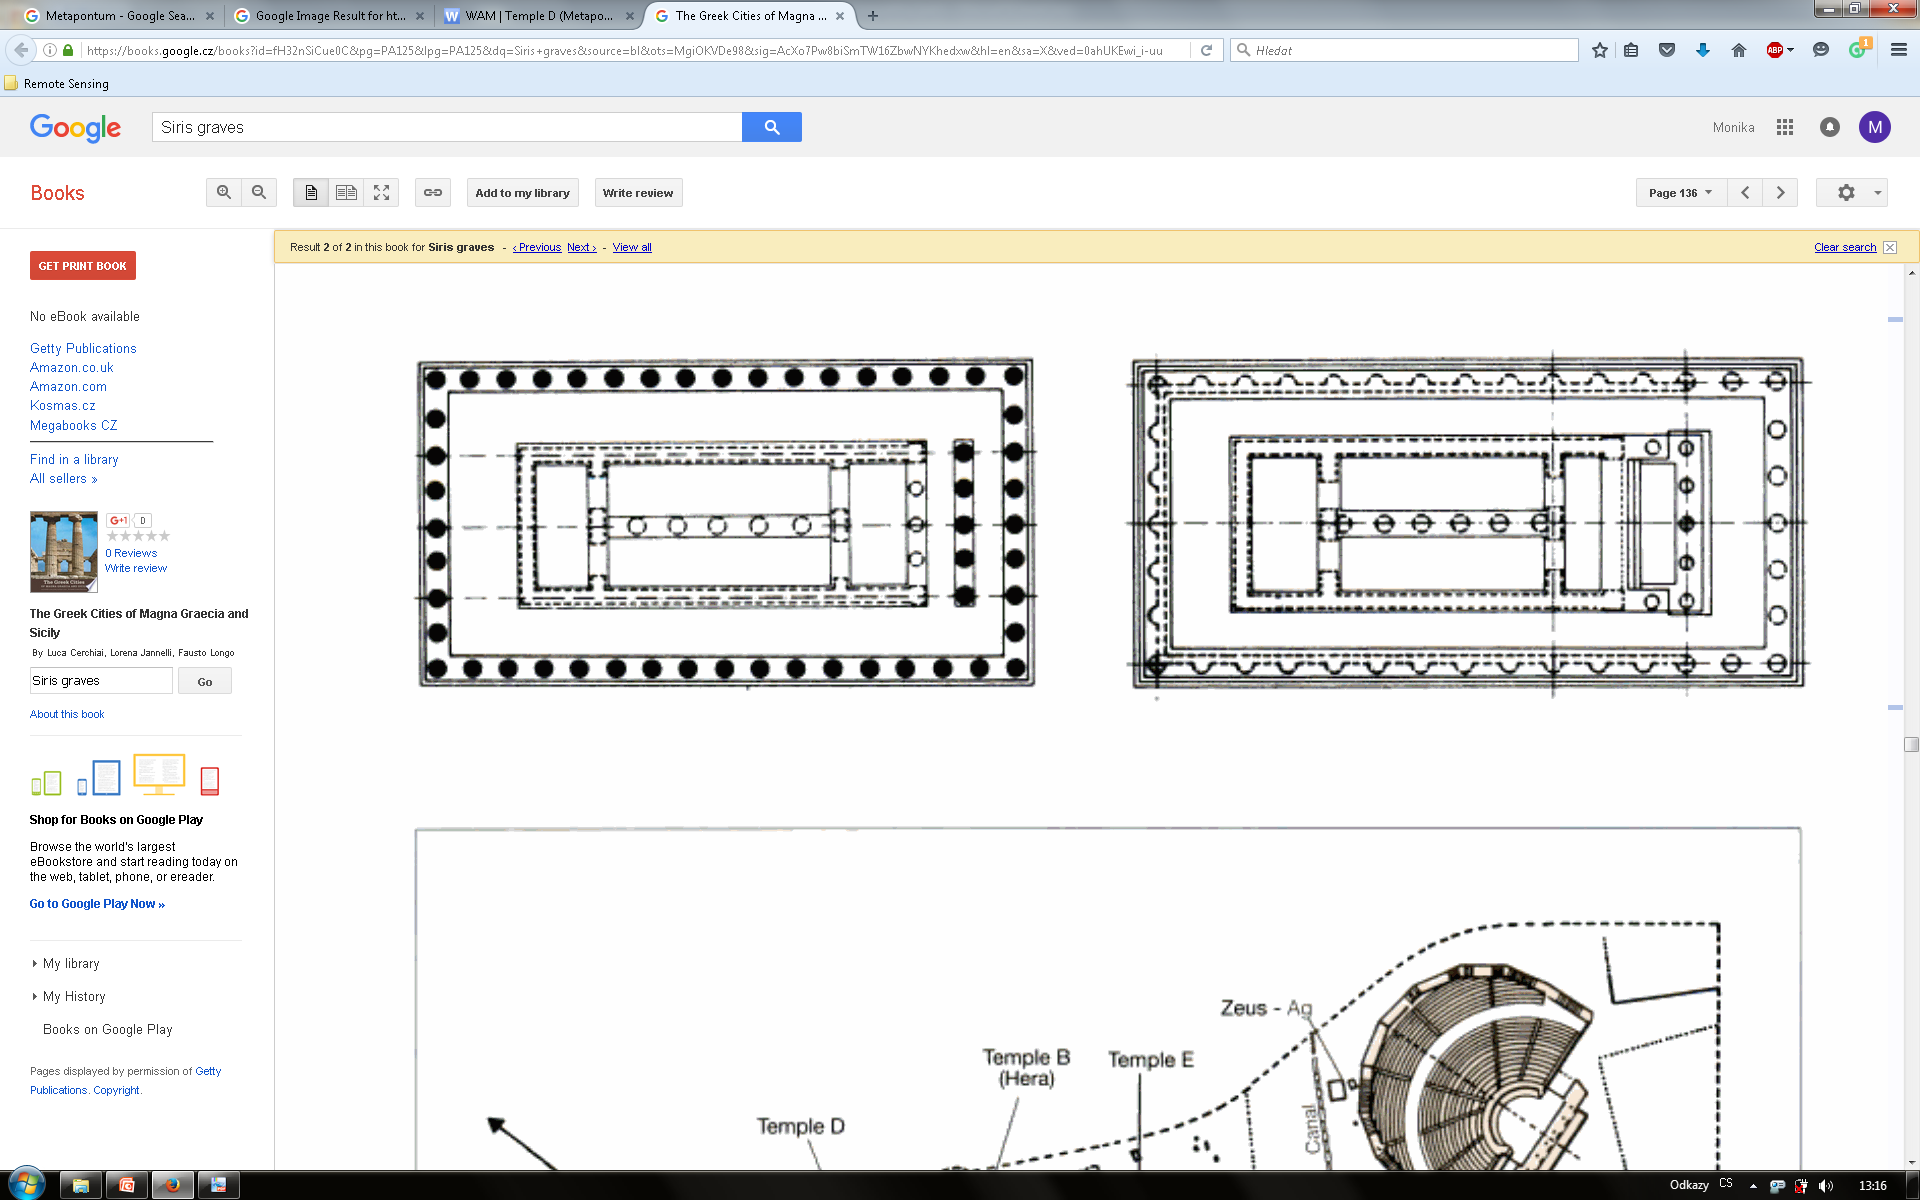 Metapontum - Google Sea...
Google Image Result for ht...
WAM | Temple D (Metapo...
The Greek Cities of Magna ...
https://books.google.cz/books?id=fH32nSiCue0C&pg=PA125&lpg=PA125&dq=Siris+graves&source=bl&ots=MgiOKVDe98&sig=AcXo7Pw8biSmTW16ZbwNYKhedxw&hl=en&sa=X&ved=0ahUKEwi_i-uu
Hledat
ABP
1
Remote Sensing
Google
Siris graves
Monika
M
Books
Add to my library
Write review
Page 136
Result 2 of 2 in this book for Siris graves - ‹ Previous Next › - View all
Clear search
GET PRINT BOOK
No eBook available
Getty Publications
Amazon.co.uk
Amazon.com
Kosmas.cz
Megabooks CZ
Find in a library
All sellers »
G+1 0
0 Reviews
Write review
The Greek Cities
The Greek Cities of Magna Graecia and
Sicily
By Luca Cerchiai, Lorena Jannelli, Fausto Longo
Siris graves
Go
About this book
Shop for Books on Google Play
Browse the world's largest
eBookstore and start reading today on
the web, tablet, phone, or ereader.
Go to Google Play Now »
My library
My History
Books on Google Play
Pages displayed by permission of Getty
Publications. Copyright.
Zeus - Ag
Temple B
(Hera)
Temple E
Temple D
Canal
Odkazy
CS
13:16